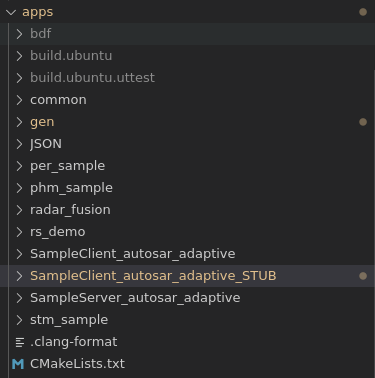 apps
bdf
build.ubuntu
build.ubuntu.uttest
common
gen
JSON
per_sample
phm_sample
radar_fusion
rs_demo
SampleClient_autosar_adaptive
SampleClient_autosar_adaptive_STUB
SampleServer_autosar_adaptive
stm_sample
.clang-format
CMakeLists.txt